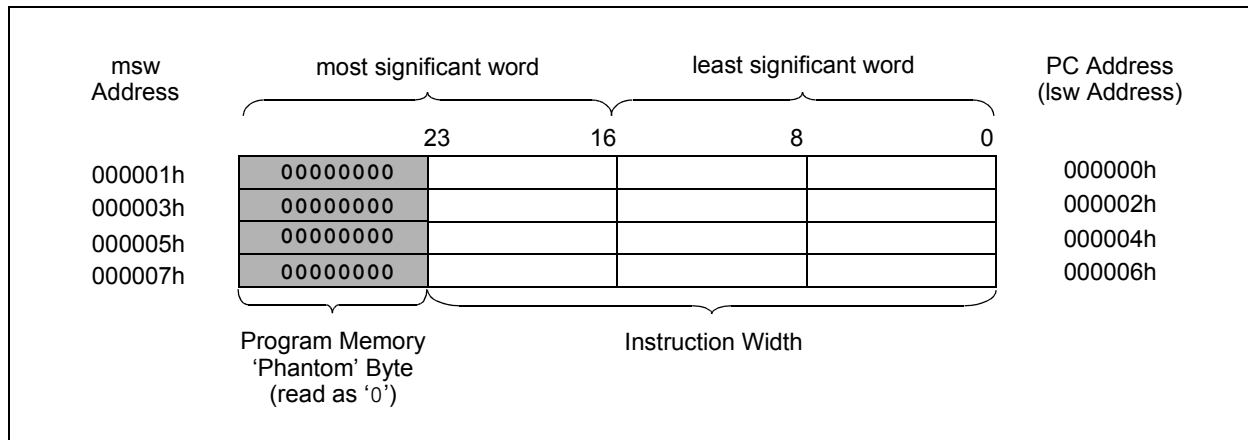 msw
Address
most significant word
least significant word
PC Address
(lsw Address)
23 16 8 0
000001h 00000000 000000h
000003h 00000000 000002h
000005h 00000000 000004h
000007h 00000000 000006h
Program Memory
‘Phantom’ Byte
(read as ‘0’)
Instruction Width